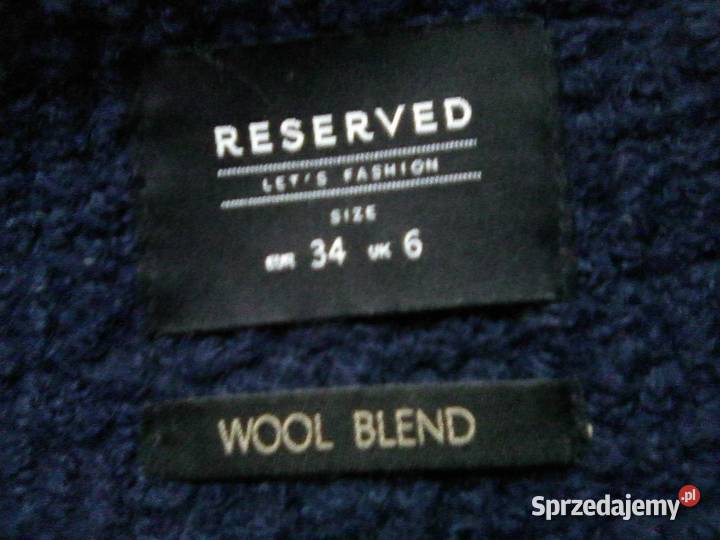 RESERVED
LET'S FASHION
SIZE
EUR 34 UK 6
WOOL BLEND
Sprzedajemy.pl